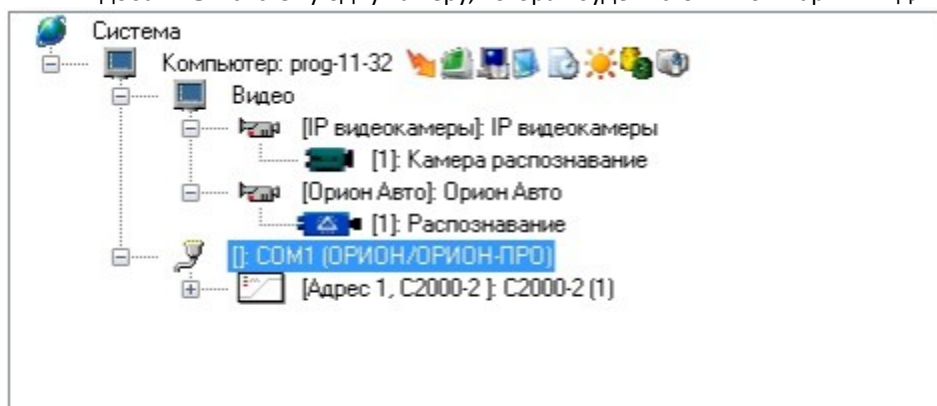 Система
Компьютер: prog-11-32
Видео
[IP видеокамеры]: IP видеокамеры
[1]: Камера распознавание
[Орион Авто]: Орион Авто
[1]: Распознавание
[]: COM1 (ОРИОН/ОРИОН-ПРО)
[Адрес 1, С2000-2 ]: С2000-2 (1)